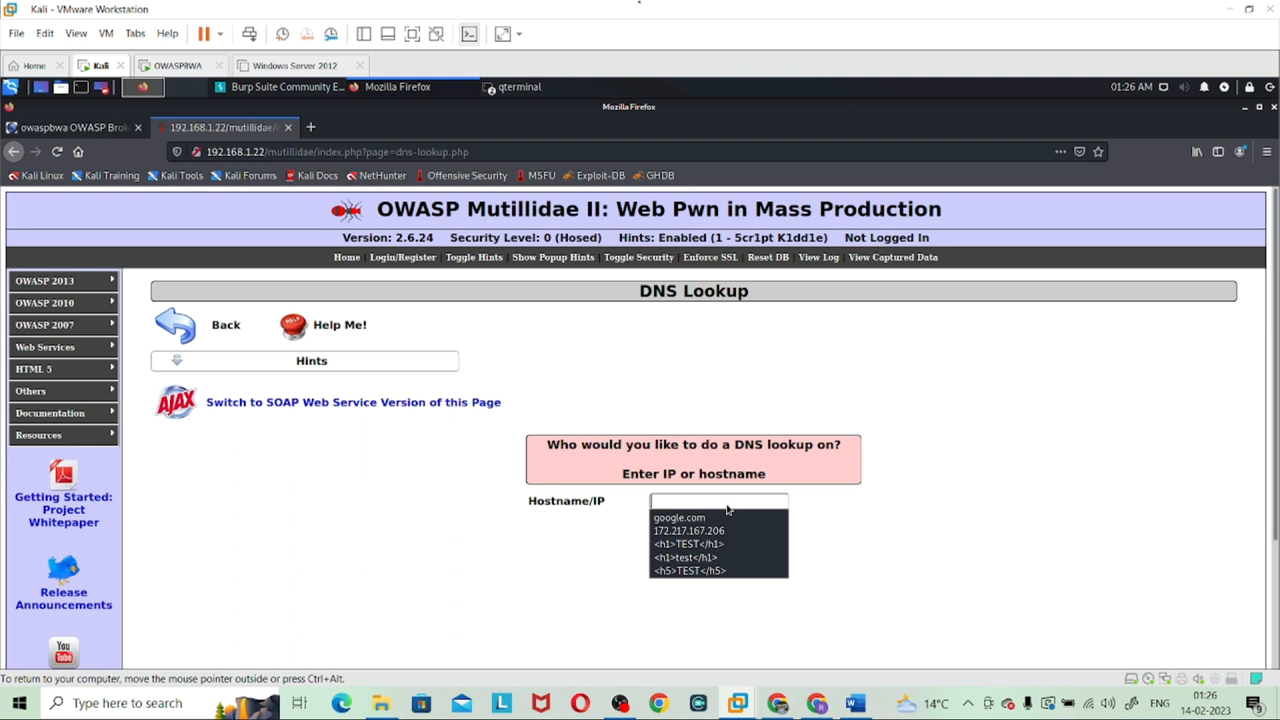 Kali - VMware Workstation
File Edit View VM Tabs Help
Home Kali OWASPBWA Windows Server 2012
Burp Suite Community E... Mozilla Firefox qterminal 01:26 AM
Mozilla Firefox
owaspbwa OWASP Brok 192.168.1.22/mutillidae/i
192.168.1.22/mutillidae/index.php?page=dns-lookup.php
Kali Linux Kali Training Kali Tools Kali Forums Kali Docs NetHunter Offensive Security MSFU Exploit-DB GHDB
OWASP Mutillidae II: Web Pwn in Mass Production
Version: 2.6.24 Security Level: 0 (Hosed) Hints: Enabled (1 - 5cr1pt K1dd1e) Not Logged In
Home Login/Register Toggle Hints Show Popup Hints Toggle Security Enforce SSL Reset DB View Log View Captured Data
OWASP 2013
OWASP 2010
OWASP 2007
Web Services
HTML 5
Others
Documentation
Resources
Getting Started:
Project
Whitepaper
Release
Announcements
You
Tube
DNS Lookup
Back HELP Help Me!
Hints
AJAX Switch to SOAP Web Service Version of this Page
Who would you like to do a DNS lookup on?
Enter IP or hostname
Hostname/IP
google.com
172.217.167.206
<h1>TEST</h1>
<h1>test</h1>
<h5>TEST</h5>
To return to your computer, move the mouse pointer outside or press Ctrl+Alt.
Type here to search 14°C ENG 01:26
14-02-2023